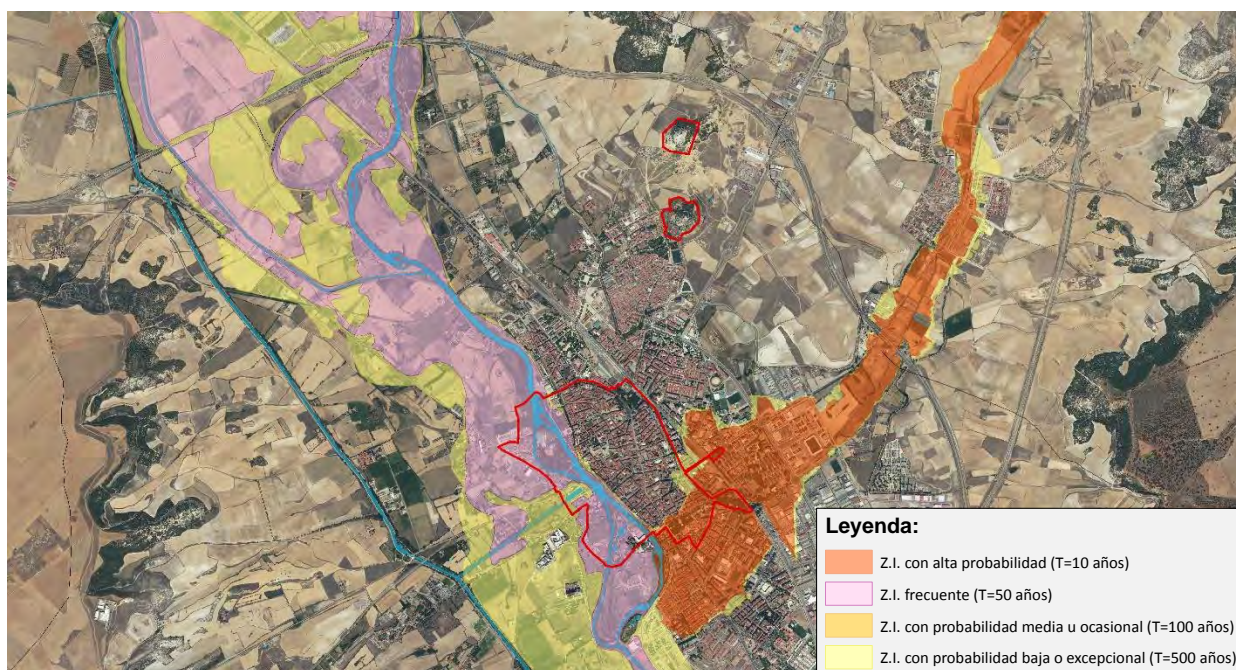 Leyenda:
Z.I. con alta probabilidad (T=10 años)
Z.I. frecuente (T=50 años)
Z.I. con probabilidad media u ocasional (T=100 años)
Z.I. con probabilidad baja o excepcional (T=500 años)